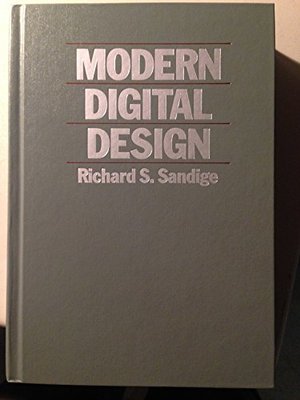 MODERN
DIGITAL
DESIGN
Richard S. Sandige